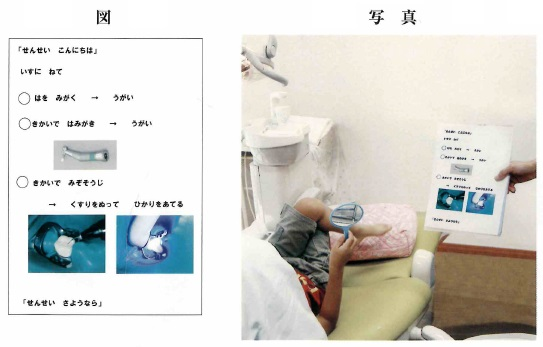 図
「せんせい　こんにちは」
いすに　ねて
○ はを　みがく　→　うがい
○ きかいで　はみがき　→　うがい
○ きかいで　みぞそうじ
→　くすりをぬって　ひかりをあてる
「せんせい　さようなら」
写 真